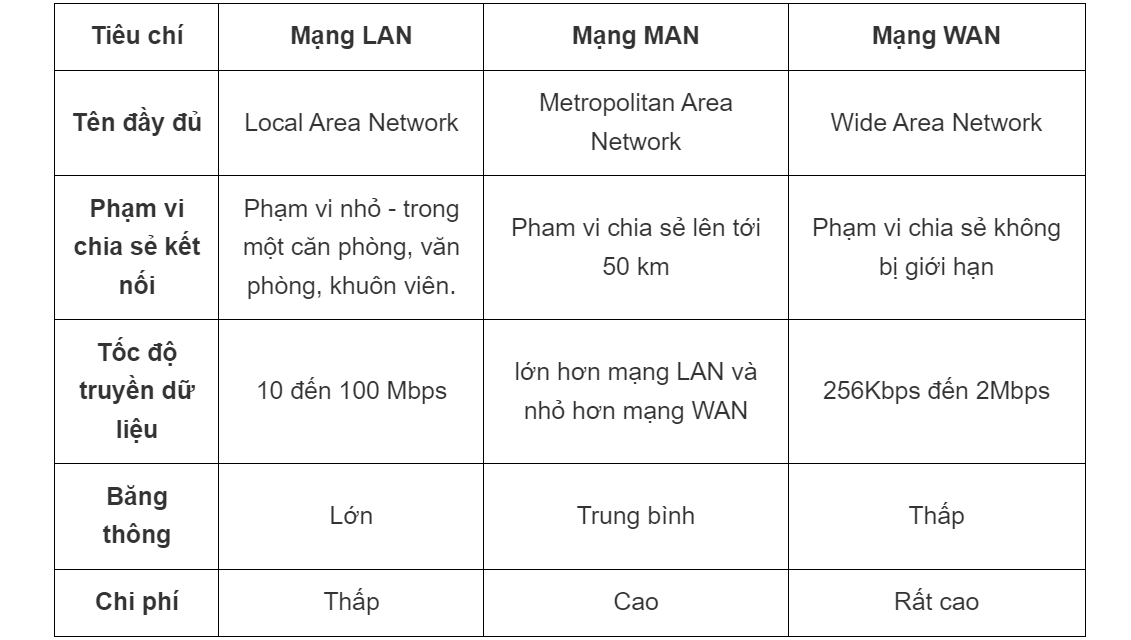 Tiêu chí
Mạng LAN
Mạng MAN
Mạng WAN
Tên đầy đủ
Local Area Network
Metropolitan Area
Network
Wide Area Network
Phạm vi
chia sẻ kết
nối
Phạm vi nhỏ - trong
một căn phòng, văn
phòng, khuôn viên.
Pham vi chia sẻ lên tới
50 km
Phạm vi chia sẻ không
bị giới hạn
Tốc độ
truyền dữ
liệu
10 đến 100 Mbps
lớn hơn mạng LAN và
nhỏ hơn mạng WAN
256Kbps đến 2Mbps
Băng
thông
Lớn
Trung bình
Thấp
Chi phí
Thấp
Cao
Rất cao